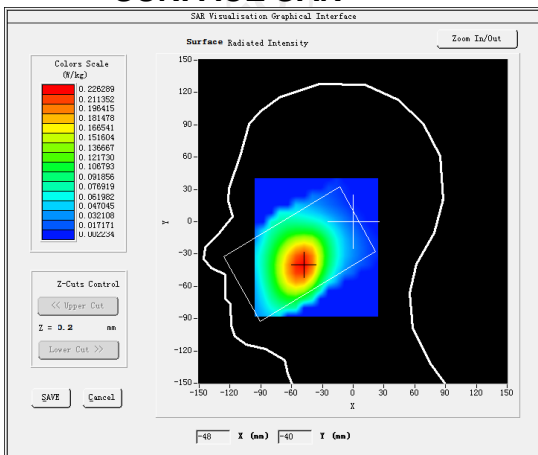 SAR Visualisation Graphical Interface
Surface Radiated Intensity
Zoom In/Out
Colors Scale
(W/kg)
0.226289
0.211352
0.196415
0.181478
0.166541
0.151604
0.136667
0.121730
0.106793
0.091856
0.076919
0.061982
0.047045
0.032108
0.017171
0.002234
Z-Cuts Control
<< Upper Cut
Z = 0.2 mm
Lower Cut >>
SAVE Cancel
150
120
90
60
30
0
-30
-60
-90
-120
-150
Y
-150 -120 -90 -60 -30 0 30 60 90 120 150
X
-48 X (mm) -40 Y (mm)